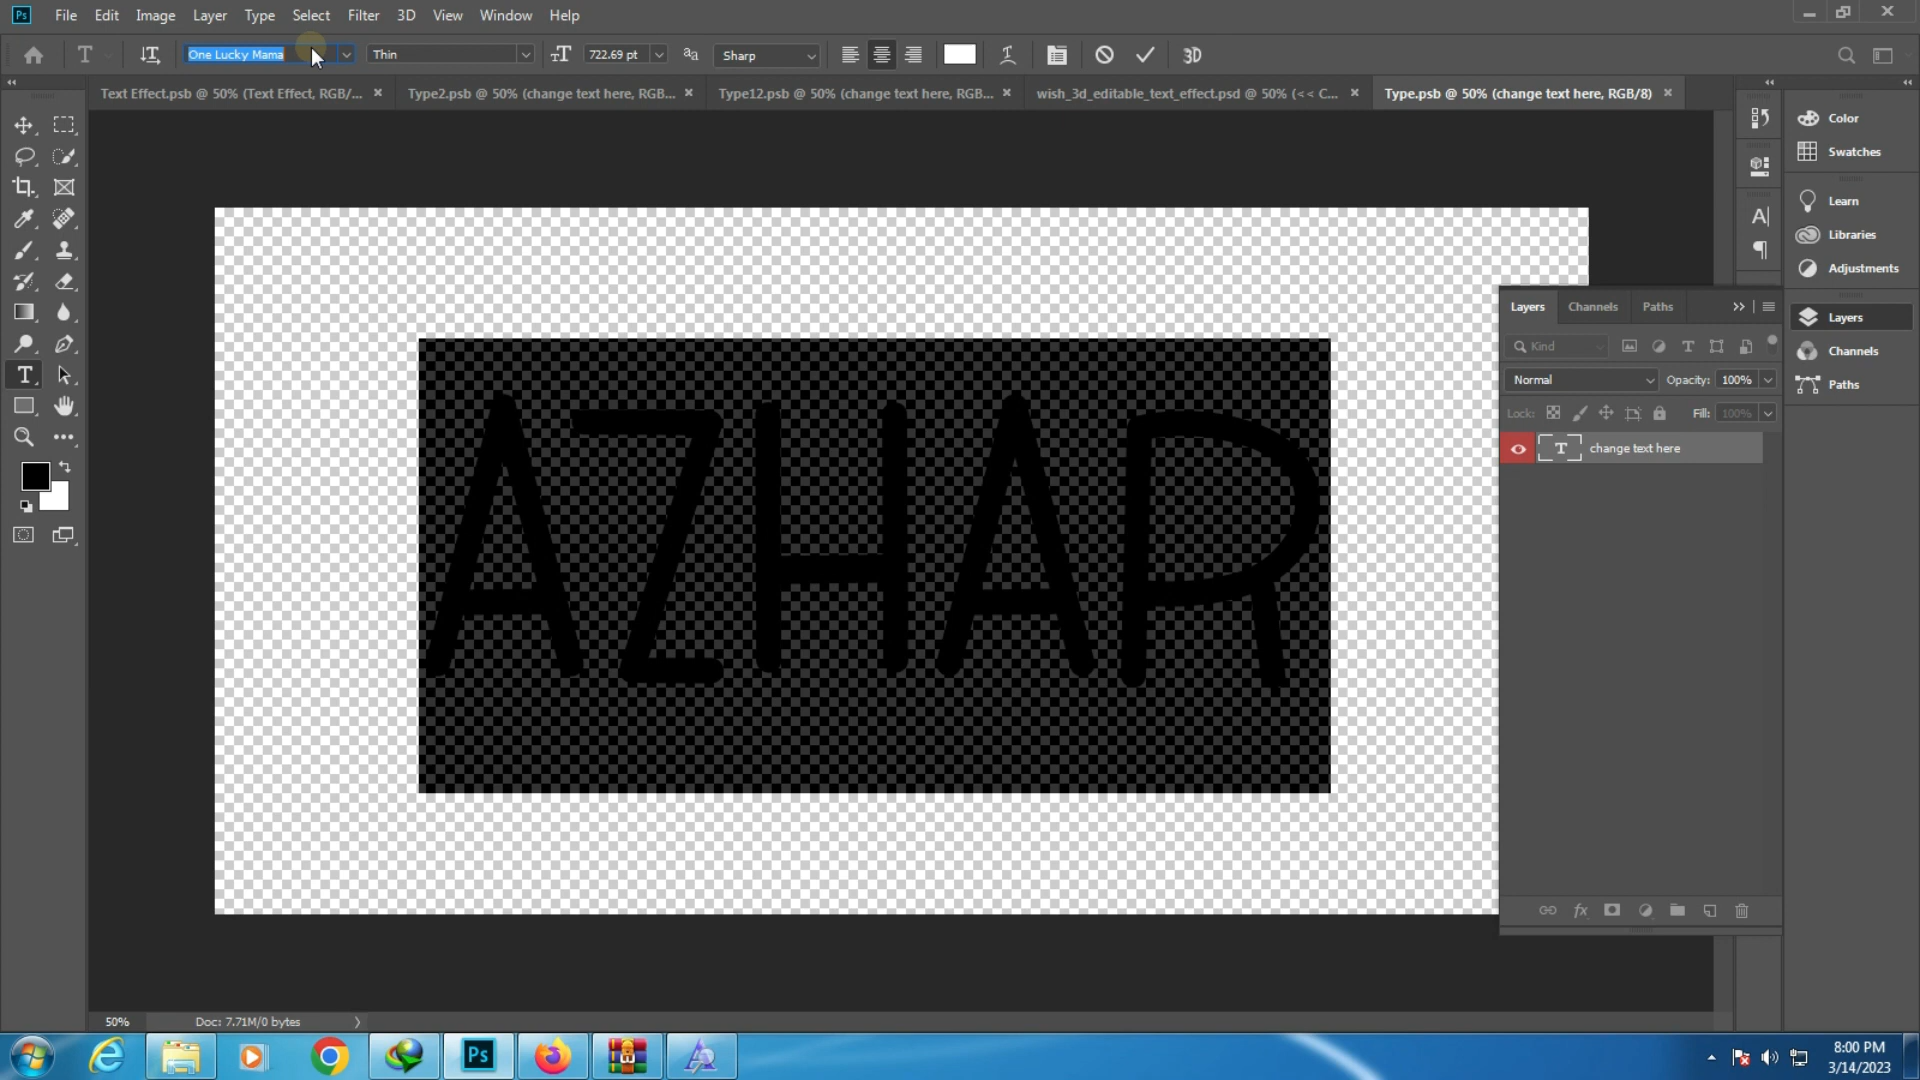 Ps File Edit Image Layer Type Select Filter 3D View Window Help
One Lucky Mama Thin 722.69 pt Sharp 3D
Text Effect.psb @ 50% (Text Effect, RGB/... × Type2.psb @ 50% (change text here, RGB... × Type12.psb @ 50% (change text here, RGB... × wish_3d_editable_text_effect.psd @ 50% (<< C... × Type.psb @ 50% (change text here, RGB/8) ×
Color
Swatches
Learn
Libraries
Adjustments
Layers
Channels
Paths
Layers Channels Paths
Kind
Normal Opacity: 100%
Lock: Fill: 100%
change text here
AZHAR
50% Doc: 7.71M/0 bytes
Ps
8:00 PM
3/14/2023